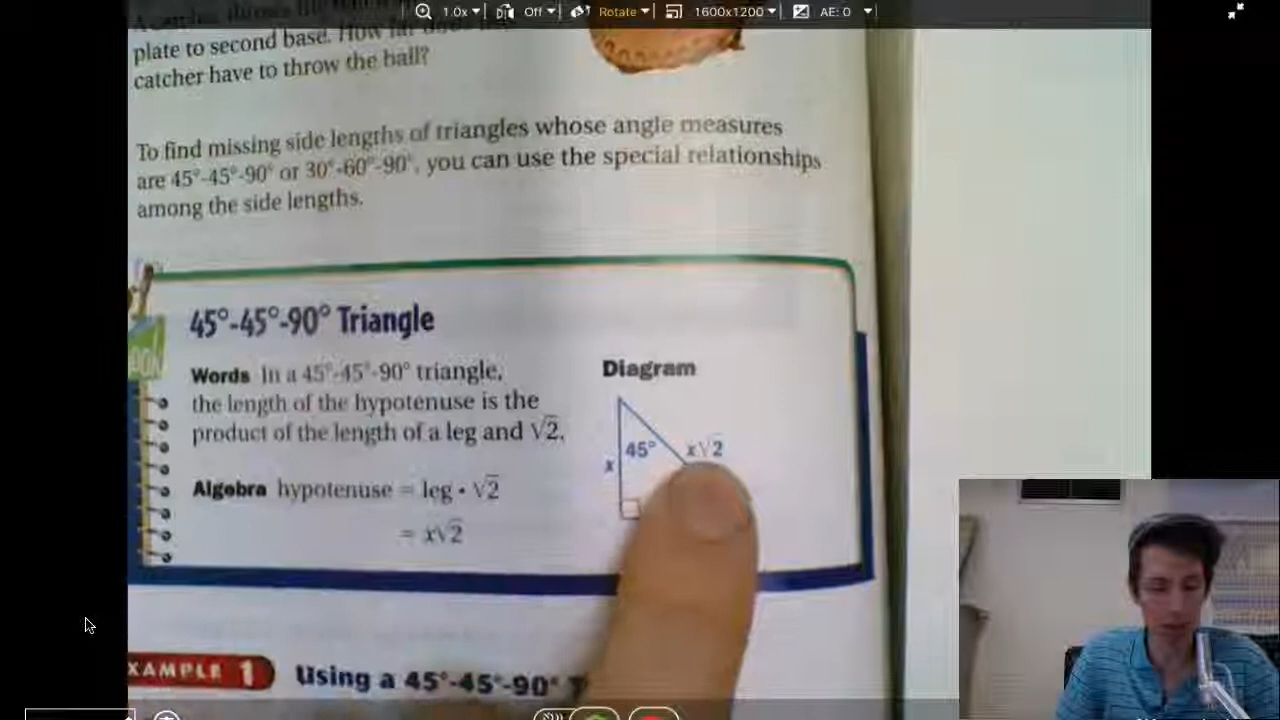 1.0x Off Rotate 1600x1200 AE: 0
plate to second base. How far
catcher have to throw the ball?
To find missing side lengths of triangles whose angle measures
are 45°-45°-90° or 30°-60°-90°, you can use the special relationships
among the side lengths.
45°-45°-90° Triangle
Words In a 45°-45°-90° triangle,
the length of the hypotenuse is the
product of the length of a leg and √2.
Algebra hypotenuse = leg • √2
= x√2
Diagram
45°
x√2
x
XAMPLE 1 Using a 45°-45°-90°